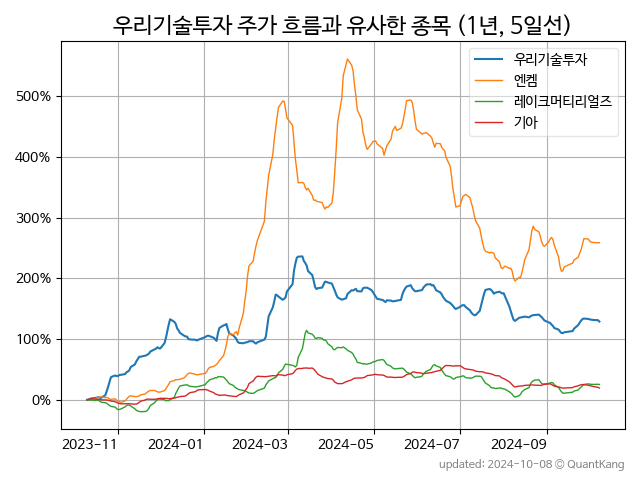 우리기술투자 주가 흐름과 유사한 종목 (1년, 5일선)
우리기술투자
엔켐
레이크머티리얼즈
기아
500%
400%
300%
200%
100%
0%
2023-11 2024-01 2024-03 2024-05 2024-07 2024-09
updated: 2024-10-08 © QuantKang